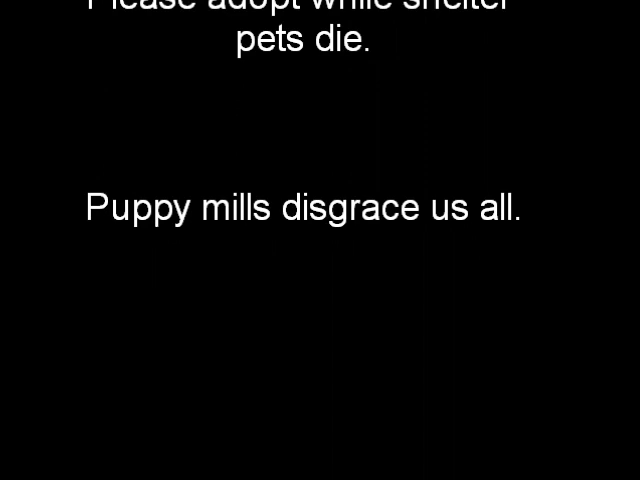 Please adopt while shelter
pets die.
Puppy mills disgrace us all.